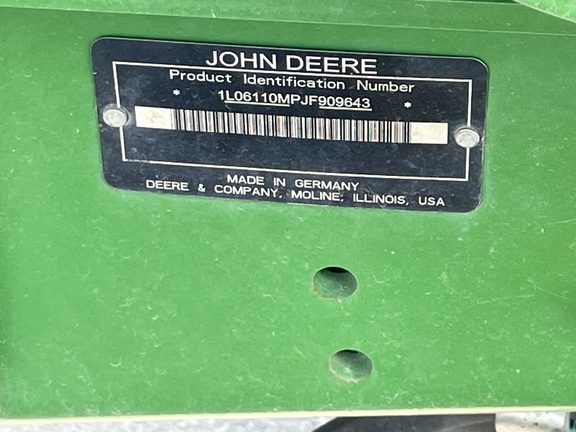 JOHN DEERE
Product Identification Number
* 1L06110MPJF909643 *
MADE IN GERMANY
DEERE & COMPANY, MOLINE, ILLINOIS, USA